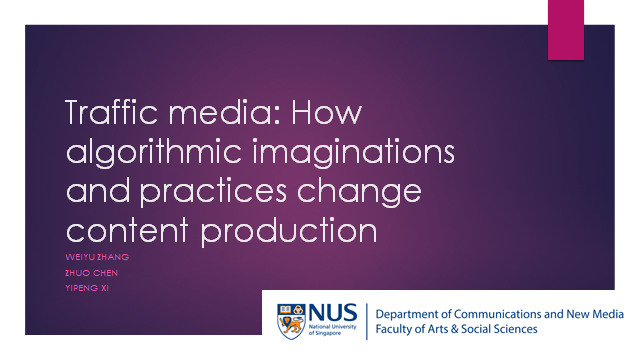 Traffic media: How
algorithmic imaginations
and practices change
content production
WEIYU ZHANG
ZHUO CHEN
YIPENG XI
NUS
National University
of Singapore
Department of Communications and New Media
Faculty of Arts & Social Sciences